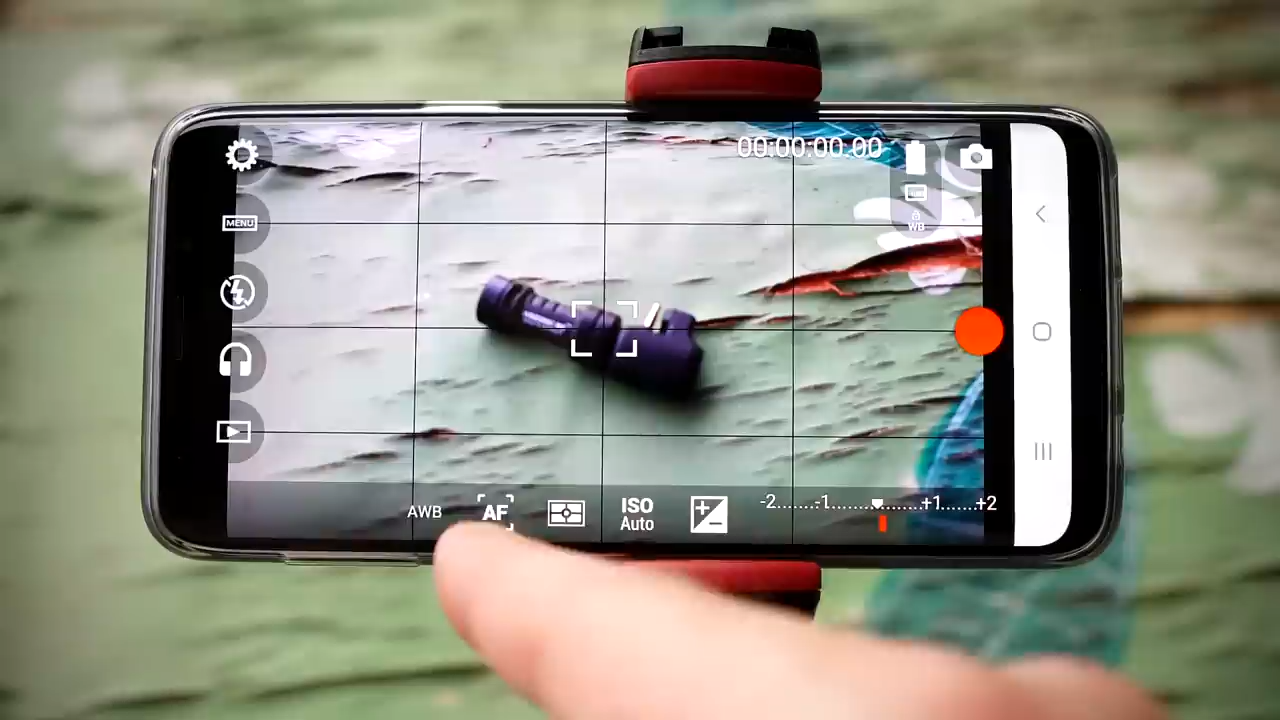 00:00:00.00
MENU
WB
AWB
AF
ISO
Auto
-2.......-1...........+1.......+2